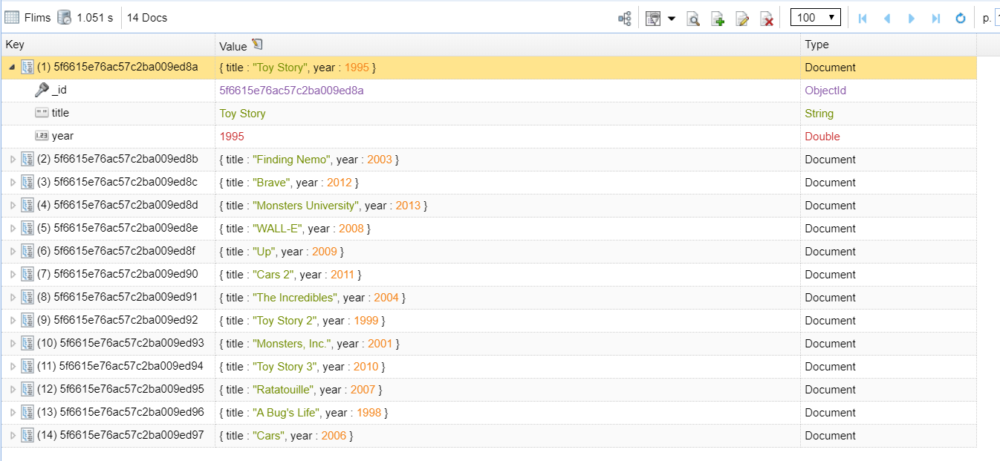 Flims 1.051 s 14 Docs 100 p. 1
Key Value Type
(1) 5f6615e76ac57c2ba009ed8a { title : "Toy Story", year : 1995 } Document
_id 5f6615e76ac57c2ba009ed8a ObjectId
" " title Toy Story String
1.23 year 1995 Double
(2) 5f6615e76ac57c2ba009ed8b { title : "Finding Nemo", year : 2003 } Document
(3) 5f6615e76ac57c2ba009ed8c { title : "Brave", year : 2012 } Document
(4) 5f6615e76ac57c2ba009ed8d { title : "Monsters University", year : 2013 } Document
(5) 5f6615e76ac57c2ba009ed8e { title : "WALL-E", year : 2008 } Document
(6) 5f6615e76ac57c2ba009ed8f { title : "Up", year : 2009 } Document
(7) 5f6615e76ac57c2ba009ed90 { title : "Cars 2", year : 2011 } Document
(8) 5f6615e76ac57c2ba009ed91 { title : "The Incredibles", year : 2004 } Document
(9) 5f6615e76ac57c2ba009ed92 { title : "Toy Story 2", year : 1999 } Document
(10) 5f6615e76ac57c2ba009ed93 { title : "Monsters, Inc.", year : 2001 } Document
(11) 5f6615e76ac57c2ba009ed94 { title : "Toy Story 3", year : 2010 } Document
(12) 5f6615e76ac57c2ba009ed95 { title : "Ratatouille", year : 2007 } Document
(13) 5f6615e76ac57c2ba009ed96 { title : "A Bug's Life", year : 1998 } Document
(14) 5f6615e76ac57c2ba009ed97 { title : "Cars", year : 2006 } Document